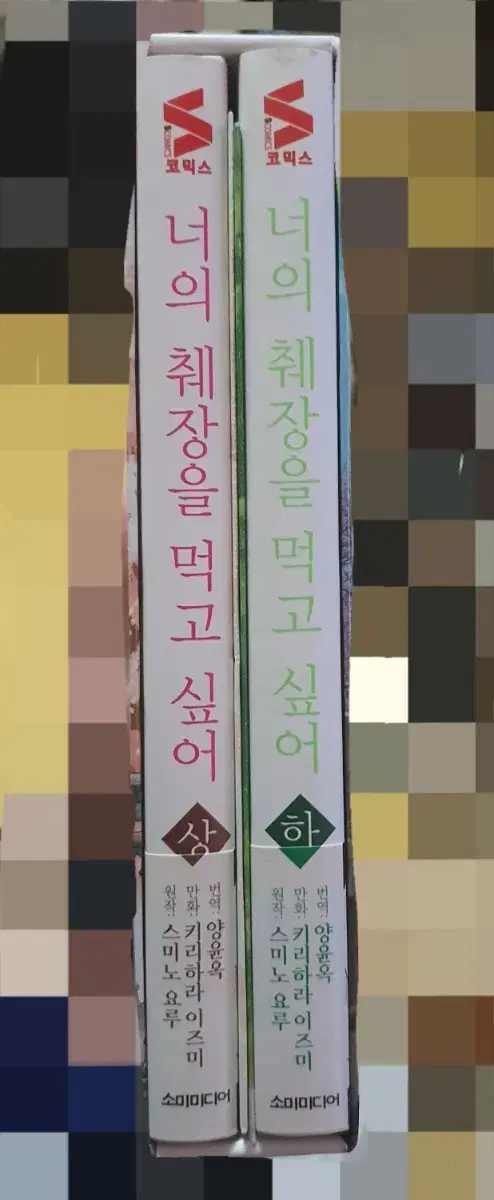 S코믹스
너의 췌장을 먹고 싶어
상
원작: 스미노 요루
만화: 키리하라 이즈미
번역: 양윤옥
소미미디어
S코믹스
너의 췌장을 먹고 싶어
하
원작: 스미노 요루
만화: 키리하라 이즈미
번역: 양윤옥
소미미디어